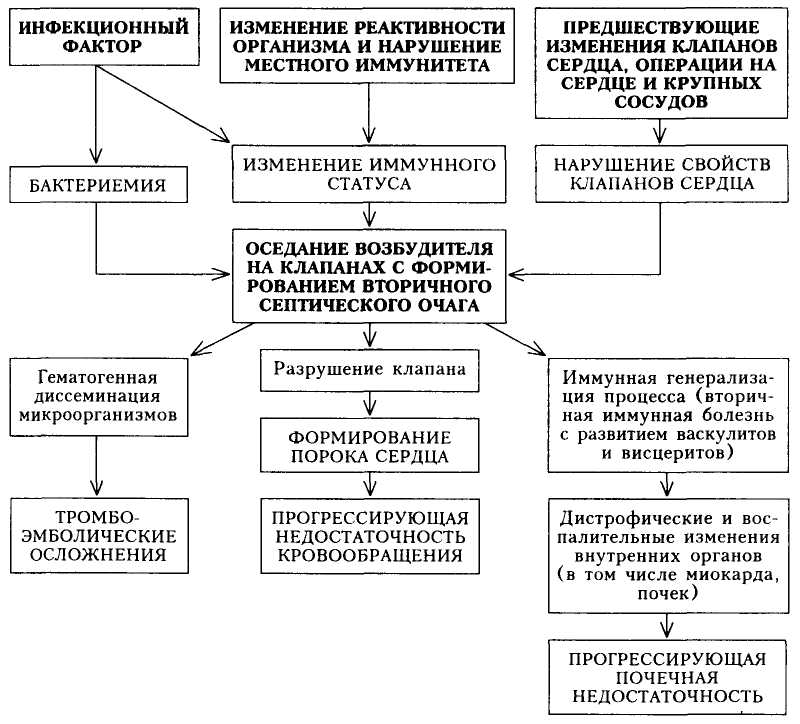 ИНФЕКЦИОННЫЙ
ФАКТОР
ИЗМЕНЕНИЕ РЕАКТИВНОСТИ
ОРГАНИЗМА И НАРУШЕНИЕ
МЕСТНОГО ИММУНИТЕТА
ПРЕДШЕСТВУЮЩИЕ
ИЗМЕНЕНИЯ КЛАПАНОВ
СЕРДЦА, ОПЕРАЦИИ НА
СЕРДЦЕ И КРУПНЫХ
СОСУДОВ
БАКТЕРИЕМИЯ
ИЗМЕНЕНИЕ ИММУННОГО
СТАТУСА
НАРУШЕНИЕ СВОЙСТВ
КЛАПАНОВ СЕРДЦА
ОСЕДАНИЕ ВОЗБУДИТЕЛЯ
НА КЛАПАНАХ С ФОРМИ-
РОВАНИЕМ ВТОРИЧНОГО
СЕПТИЧЕСКОГО ОЧАГА
Гематогенная
диссеминация
микроорганизмов
Разрушение клапана
Иммунная генерализа-
ция процесса (вторич-
ная иммунная болезнь
с развитием васкулитов
и висцеритов)
ФОРМИРОВАНИЕ
ПОРОКА СЕРДЦА
ТРОМБО-
ЭМБОЛИЧЕСКИЕ
ОСЛОЖНЕНИЯ
ПРОГРЕССИРУЮЩАЯ
НЕДОСТАТОЧНОСТЬ
КРОВООБРАЩЕНИЯ
Дистрофические и вос-
палительные изменения
внутренних органов
(в том числе миокарда,
почек)
ПРОГРЕССИРУЮЩАЯ
ПОЧЕЧНАЯ
НЕДОСТАТОЧНОСТЬ